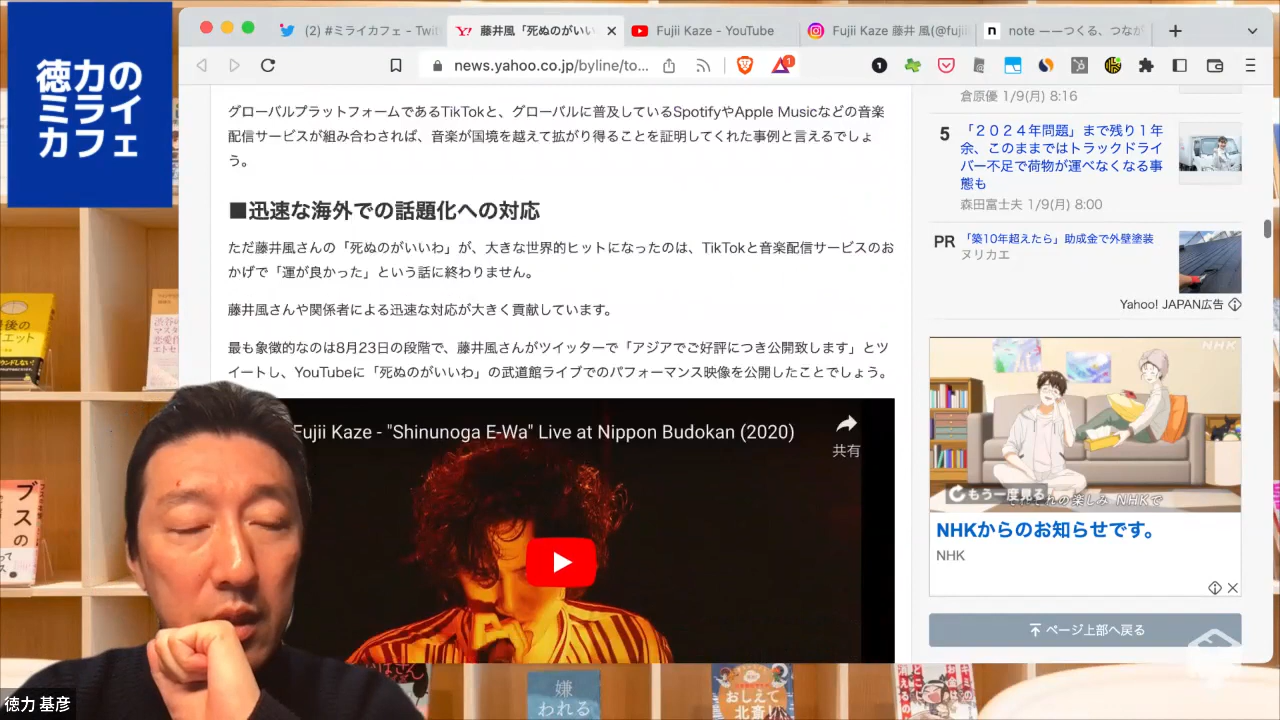 徳力の
ミライ
カフェ
(2) #ミライカフェ - Twit
藤井風「死ぬのがいい
Fujii Kaze - YouTube
Fujii Kaze 藤井 風(@fujii
note ——つくる、つなが
news.yahoo.co.jp/byline/to...
グローバルプラットフォームであるTikTokと、グローバルに普及しているSpotifyやApple Musicなどの音楽
配信サービスが組み合わされば、音楽が国境を越えて拡がり得ることを証明してくれた事例と言えるでしょ
う。
■迅速な海外での話題化への対応
ただ藤井風さんの「死ぬのがいいわ」が、大きな世界的ヒットになったのは、TikTokと音楽配信サービスのお
かげで「運が良かった」という話に終わりません。
藤井風さんや関係者による迅速な対応が大きく貢献しています。
最も象徴的なのは8月23日の段階で、藤井風さんがツイッターで「アジアでご好評につき公開致します」とツ
イートし、YouTubeに「死ぬのがいいわ」の武道館ライブでのパフォーマンス映像を公開したことでしょう。
Fujii Kaze - "Shinunoga E-Wa" Live at Nippon Budokan (2020)
共有
倉原優 1/9(月) 8:16
5
「２０２４年問題」まで残り１年
余、このままではトラックドライ
バー不足で荷物が運べなくなる事
態も
森田富士夫 1/9(月) 8:00
PR
「築10年超えたら」助成金で外壁塗装
ヌリカエ
Yahoo! JAPAN広告
NHK
もう一度見る
の楽しみ NHKで
NHKからのお知らせです。
NHK
ページ上部へ戻る
最後の
ブス
の
嫌
われる
おしえて
北斎!
徳力 基彦